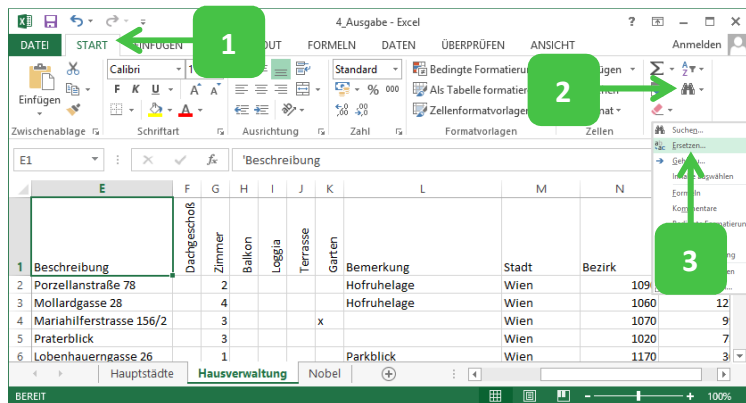 4_Ausgabe - Excel
DATEI START EINFÜGEN FORMELN DATEN ÜBERPRÜFEN ANSICHT Anmelden
1
2
3
Calibri Standard Bedingte
Einfügen F K U A A % 000 Als Tabelle
A Zellenformatvorlagen
Zwischenablage Schriftart Ausrichtung Zahl Formatvorlagen Zellen
Suchen...
Ersetzen...
Formeln
Kommentare
E1 fx 'Beschreibung
E F G H I J K L M N
1 Beschreibung Dachgeschoß Zimmer Balkon Loggia Terrasse Garten Bemerkung Stadt Bezirk
2 Porzellanstraße 78 2 Hofruhelage Wien
3 Mollardgasse 28 4 Hofruhelage Wien 1060 12
4 Mariahilferstrasse 156/2 3 x Wien 1070
5 Praterblick 3 Wien 1020 7
6 Lobenhauerngasse 26 1 Parkblick Wien 1170
Hauptstädte Hausverwaltung Nobel
BEREIT 100%